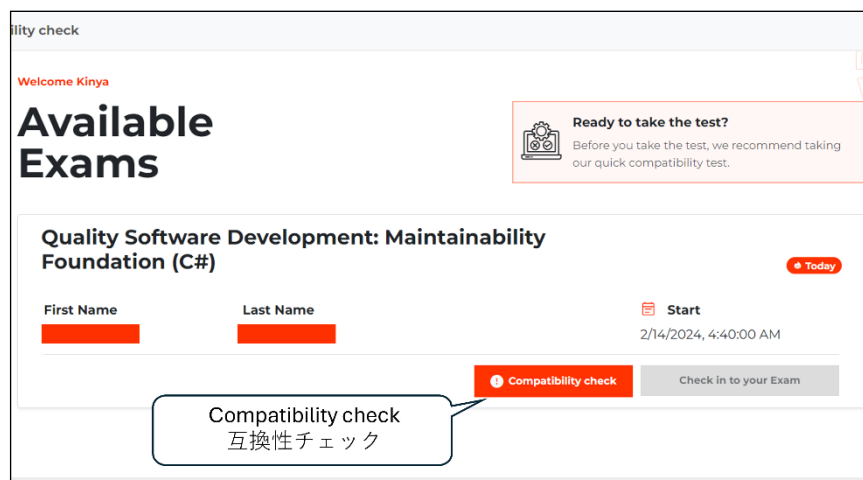 ility check
Welcome Kinya
Available
Exams
Ready to take the test?
Before you take the test, we recommend taking
our quick compatibility test.
Quality Software Development: Maintainability
Foundation (C#)
Today
First Name
Last Name
Start
2/14/2024, 4:40:00 AM
Compatibility check
Check in to your Exam
Compatibility check
互換性チェック